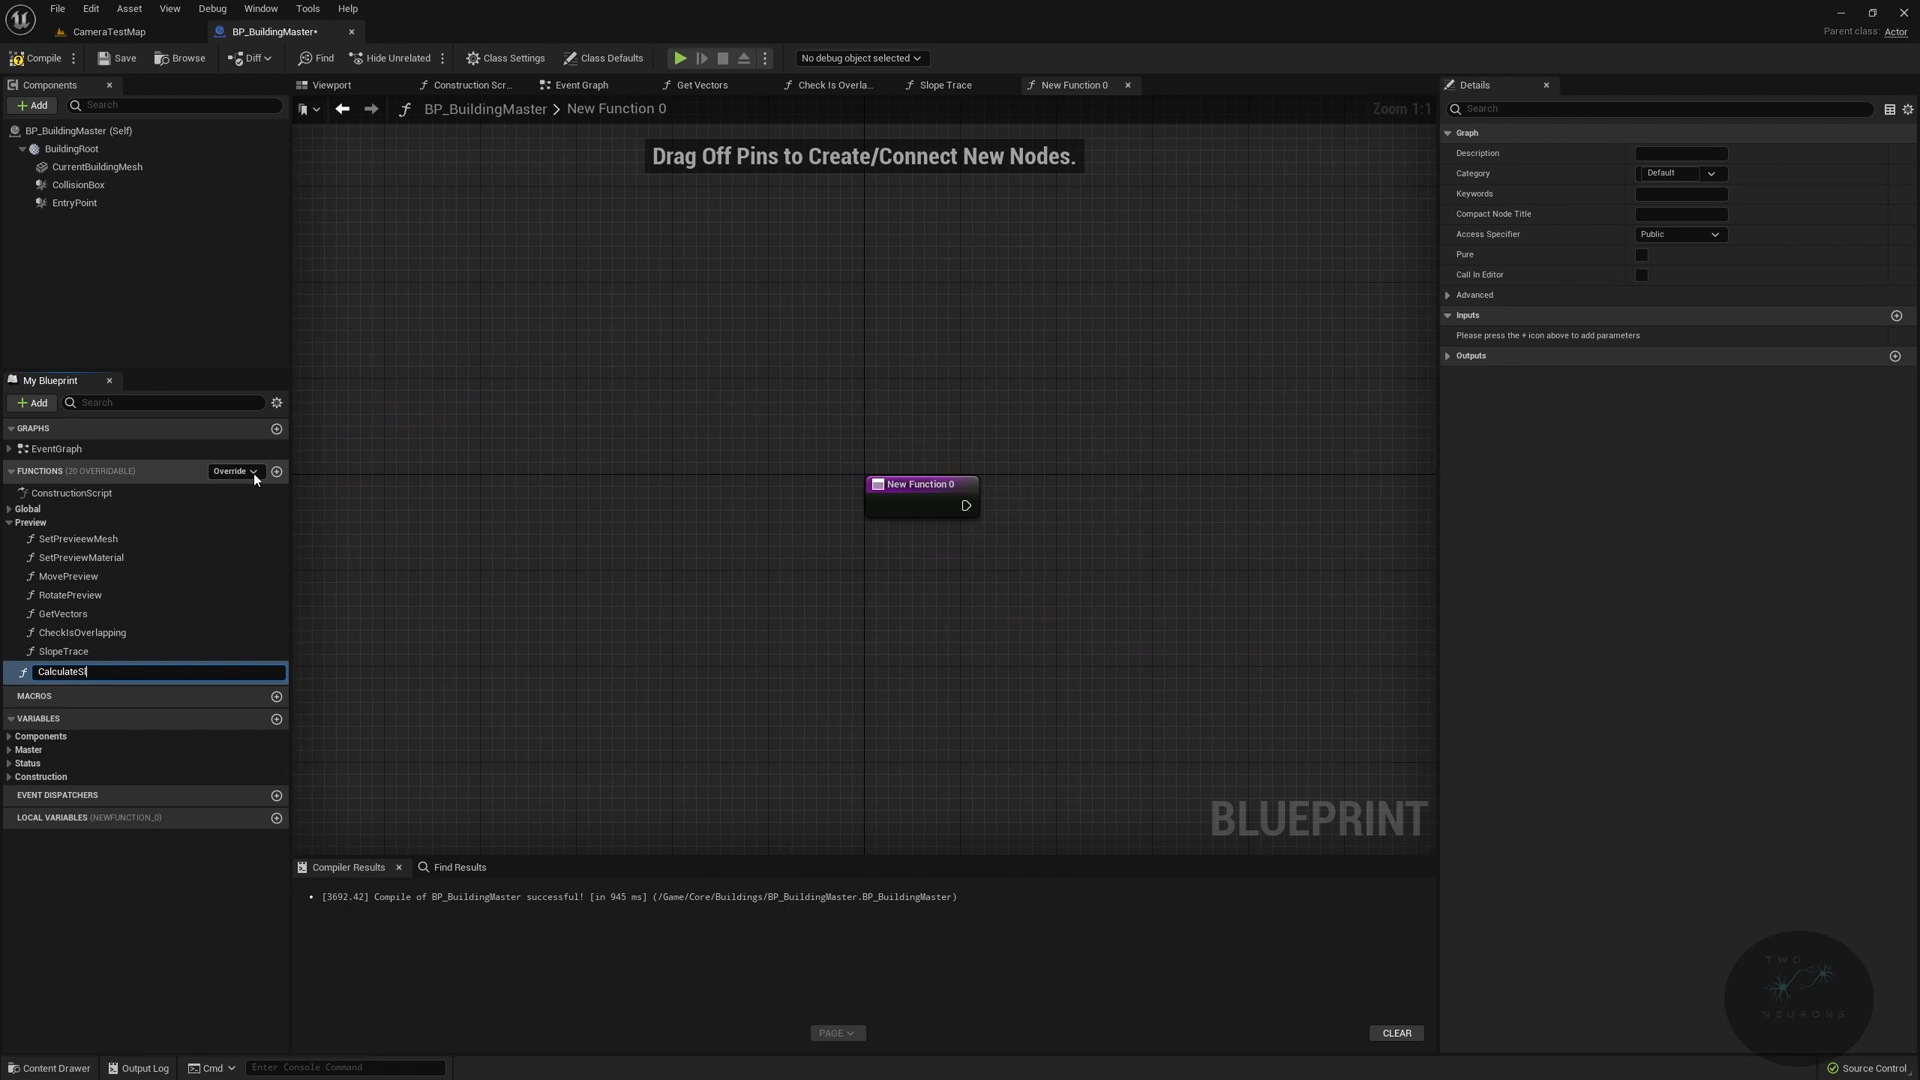 File Edit Asset View Debug Window Tools Help
CameraTestMap
BP_BuildingMaster•
Parent class: Actor
Compile
Save
Browse
Diff
Find
Hide Unrelated
Class Settings
Class Defaults
No debug object selected
Components
Add
Search
BP_BuildingMaster (Self)
BuildingRoot
CurrentBuildingMesh
CollisionBox
EntryPoint
My Blueprint
Add
Search
GRAPHS
EventGraph
FUNCTIONS (20 OVERRIDABLE)
Override
ConstructionScript
Global
Preview
SetPrevieewMesh
SetPreviewMaterial
MovePreview
RotatePreview
GetVectors
CheckIsOverlapping
SlopeTrace
CalculateSl
MACROS
VARIABLES
Components
Master
Status
Construction
EVENT DISPATCHERS
LOCAL VARIABLES (NEWFUNCTION_0)
Viewport
Construction Scr...
Event Graph
Get Vectors
Check Is Overla...
Slope Trace
New Function 0
BP_BuildingMaster > New Function 0
Zoom 1:1
Drag Off Pins to Create/Connect New Nodes.
New Function 0
BLUEPRINT
Compiler Results
Find Results
[3692.42] Compile of BP_BuildingMaster successful! [in 945 ms] (/Game/Core/Buildings/BP_BuildingMaster.BP_BuildingMaster)
PAGE
CLEAR
Details
Search
Graph
Description
Category
Default
Keywords
Compact Node Title
Access Specifier
Public
Pure
Call In Editor
Advanced
Inputs
Please press the + icon above to add parameters
Outputs
TWO
NEURONS
Content Drawer
Output Log
Cmd
Enter Console Command
Source Control